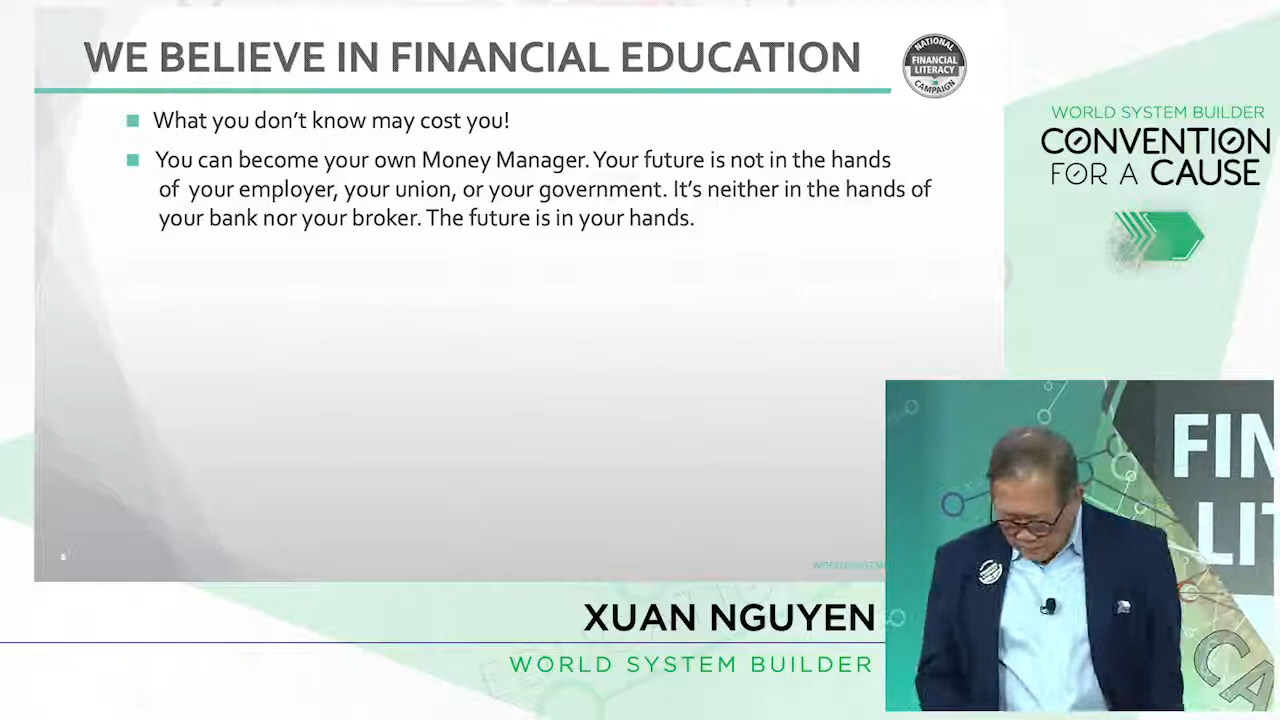 WE BELIEVE IN FINANCIAL EDUCATION
NATIONAL
FINANCIAL
LITERACY
CAMPAIGN
What you don't know may cost you!
You can become your own Money Manager. Your future is not in the hands
of your employer, your union, or your government. It's neither in the hands of
your bank nor your broker. The future is in your hands.
WORLD SYSTEM BUILDER
CONVENTION
FOR A CAUSE
8
XUAN NGUYEN
WORLD SYSTEM BUILDER
FIN
LIT
CA